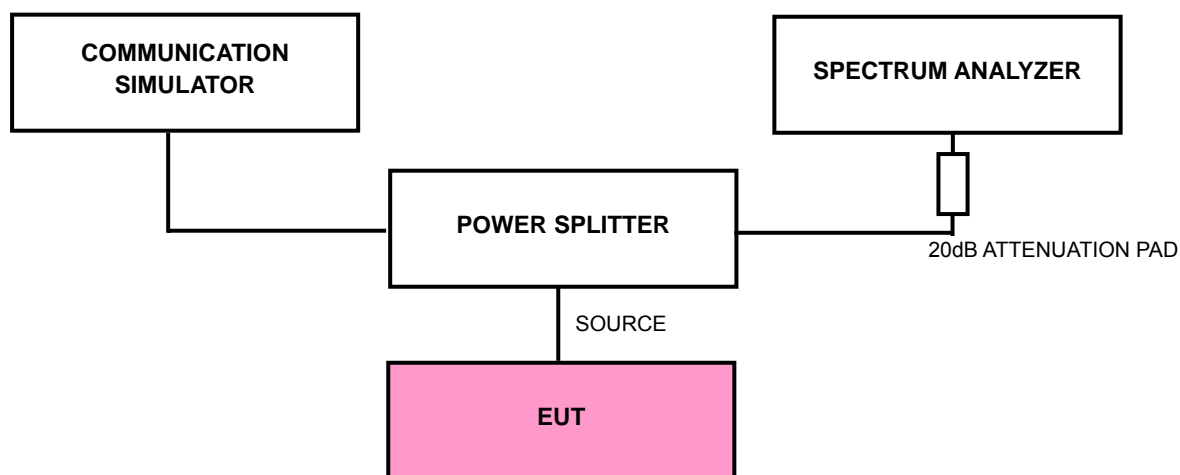 COMMUNICATION
SIMULATOR
SPECTRUM ANALYZER
POWER SPLITTER
20dB ATTENUATION PAD
SOURCE
EUT